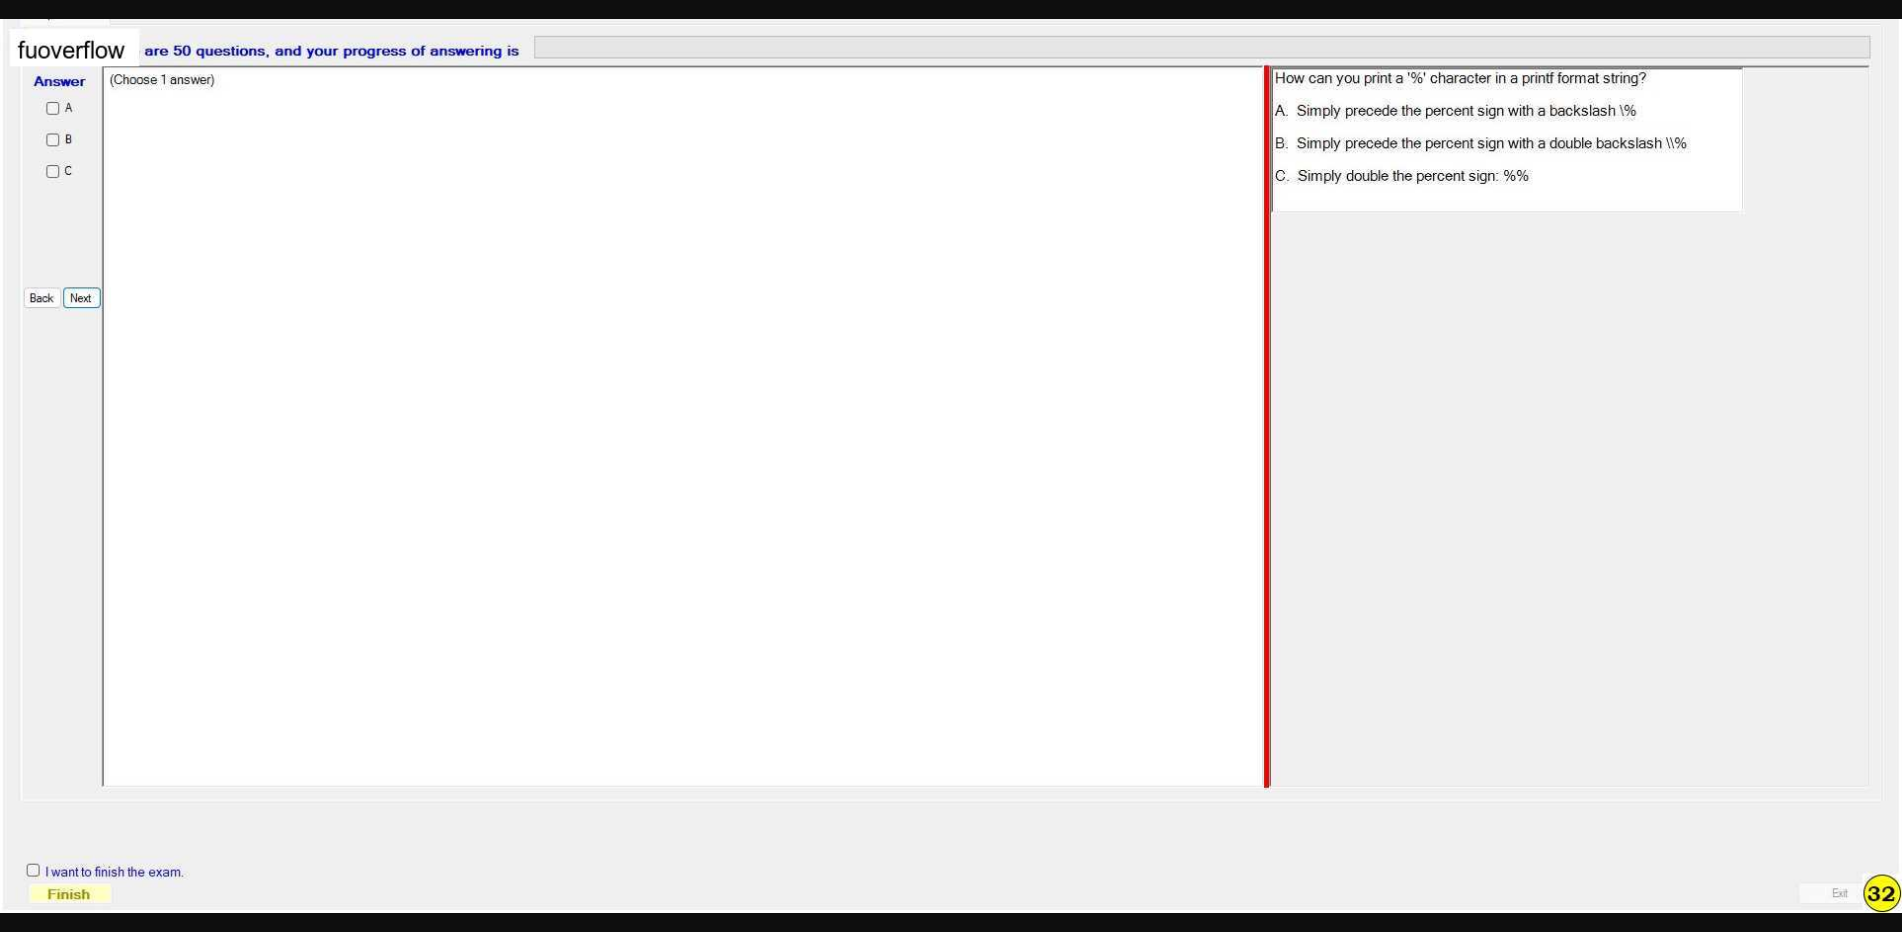 fuoverflow are 50 questions, and your progress of answering is
Answer
(Choose 1 answer)
A
B
C
Back Next
How can you print a '%' character in a printf format string?
A. Simply precede the percent sign with a backslash \%
B. Simply precede the percent sign with a double backslash \\%
C. Simply double the percent sign: %%
I want to finish the exam.
Finish
Exit
32